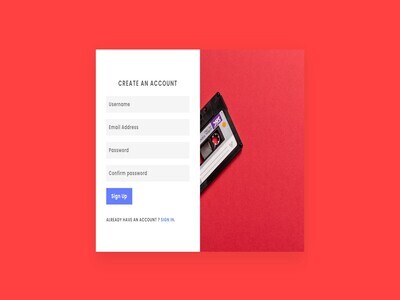 CREATE AN ACCOUNT
Username
Email Address
Password
Confirm password
Sign Up
ALREADY HAVE AN ACCOUNT ? SIGN IN